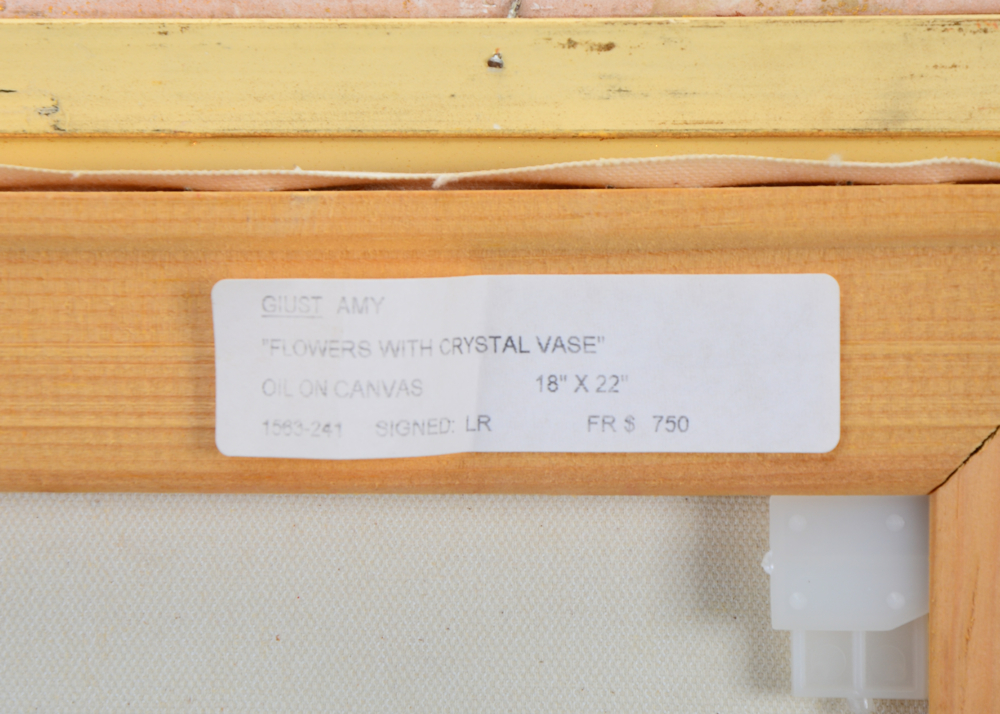 GIUST AMY
"FLOWERS WITH CRYSTAL VASE"
OIL ON CANVAS 18" X 22"
1563-241 SIGNED: LR FR $ 750